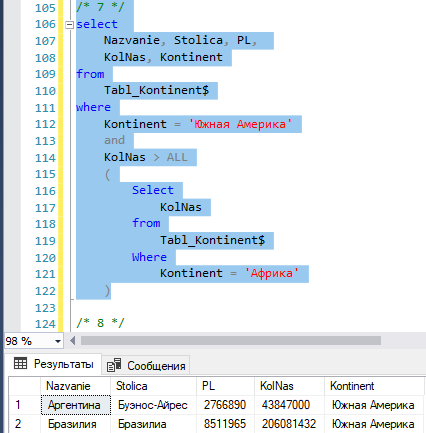 105 /* 7 */
106 select
107 Nazvanie, Stolica, PL,
108 KolNas, Kontinent
109 from
110 Tabl_Kontinent$
111 where
112 Kontinent = 'Южная Америка'
113 and
114 KolNas > ALL
115 (
116 Select
117 KolNas
118 from
119 Tabl_Kontinent$
120 Where
121 Kontinent = 'Африка'
122 )
123
124 /* 8 */
98 %
Результаты Сообщения
Nazvanie Stolica PL KolNas Kontinent
1 Аргентина Буэнос-Айрес 2766890 43847000 Южная Америка
2 Бразилия Бразилиа 8511965 206081432 Южная Америка